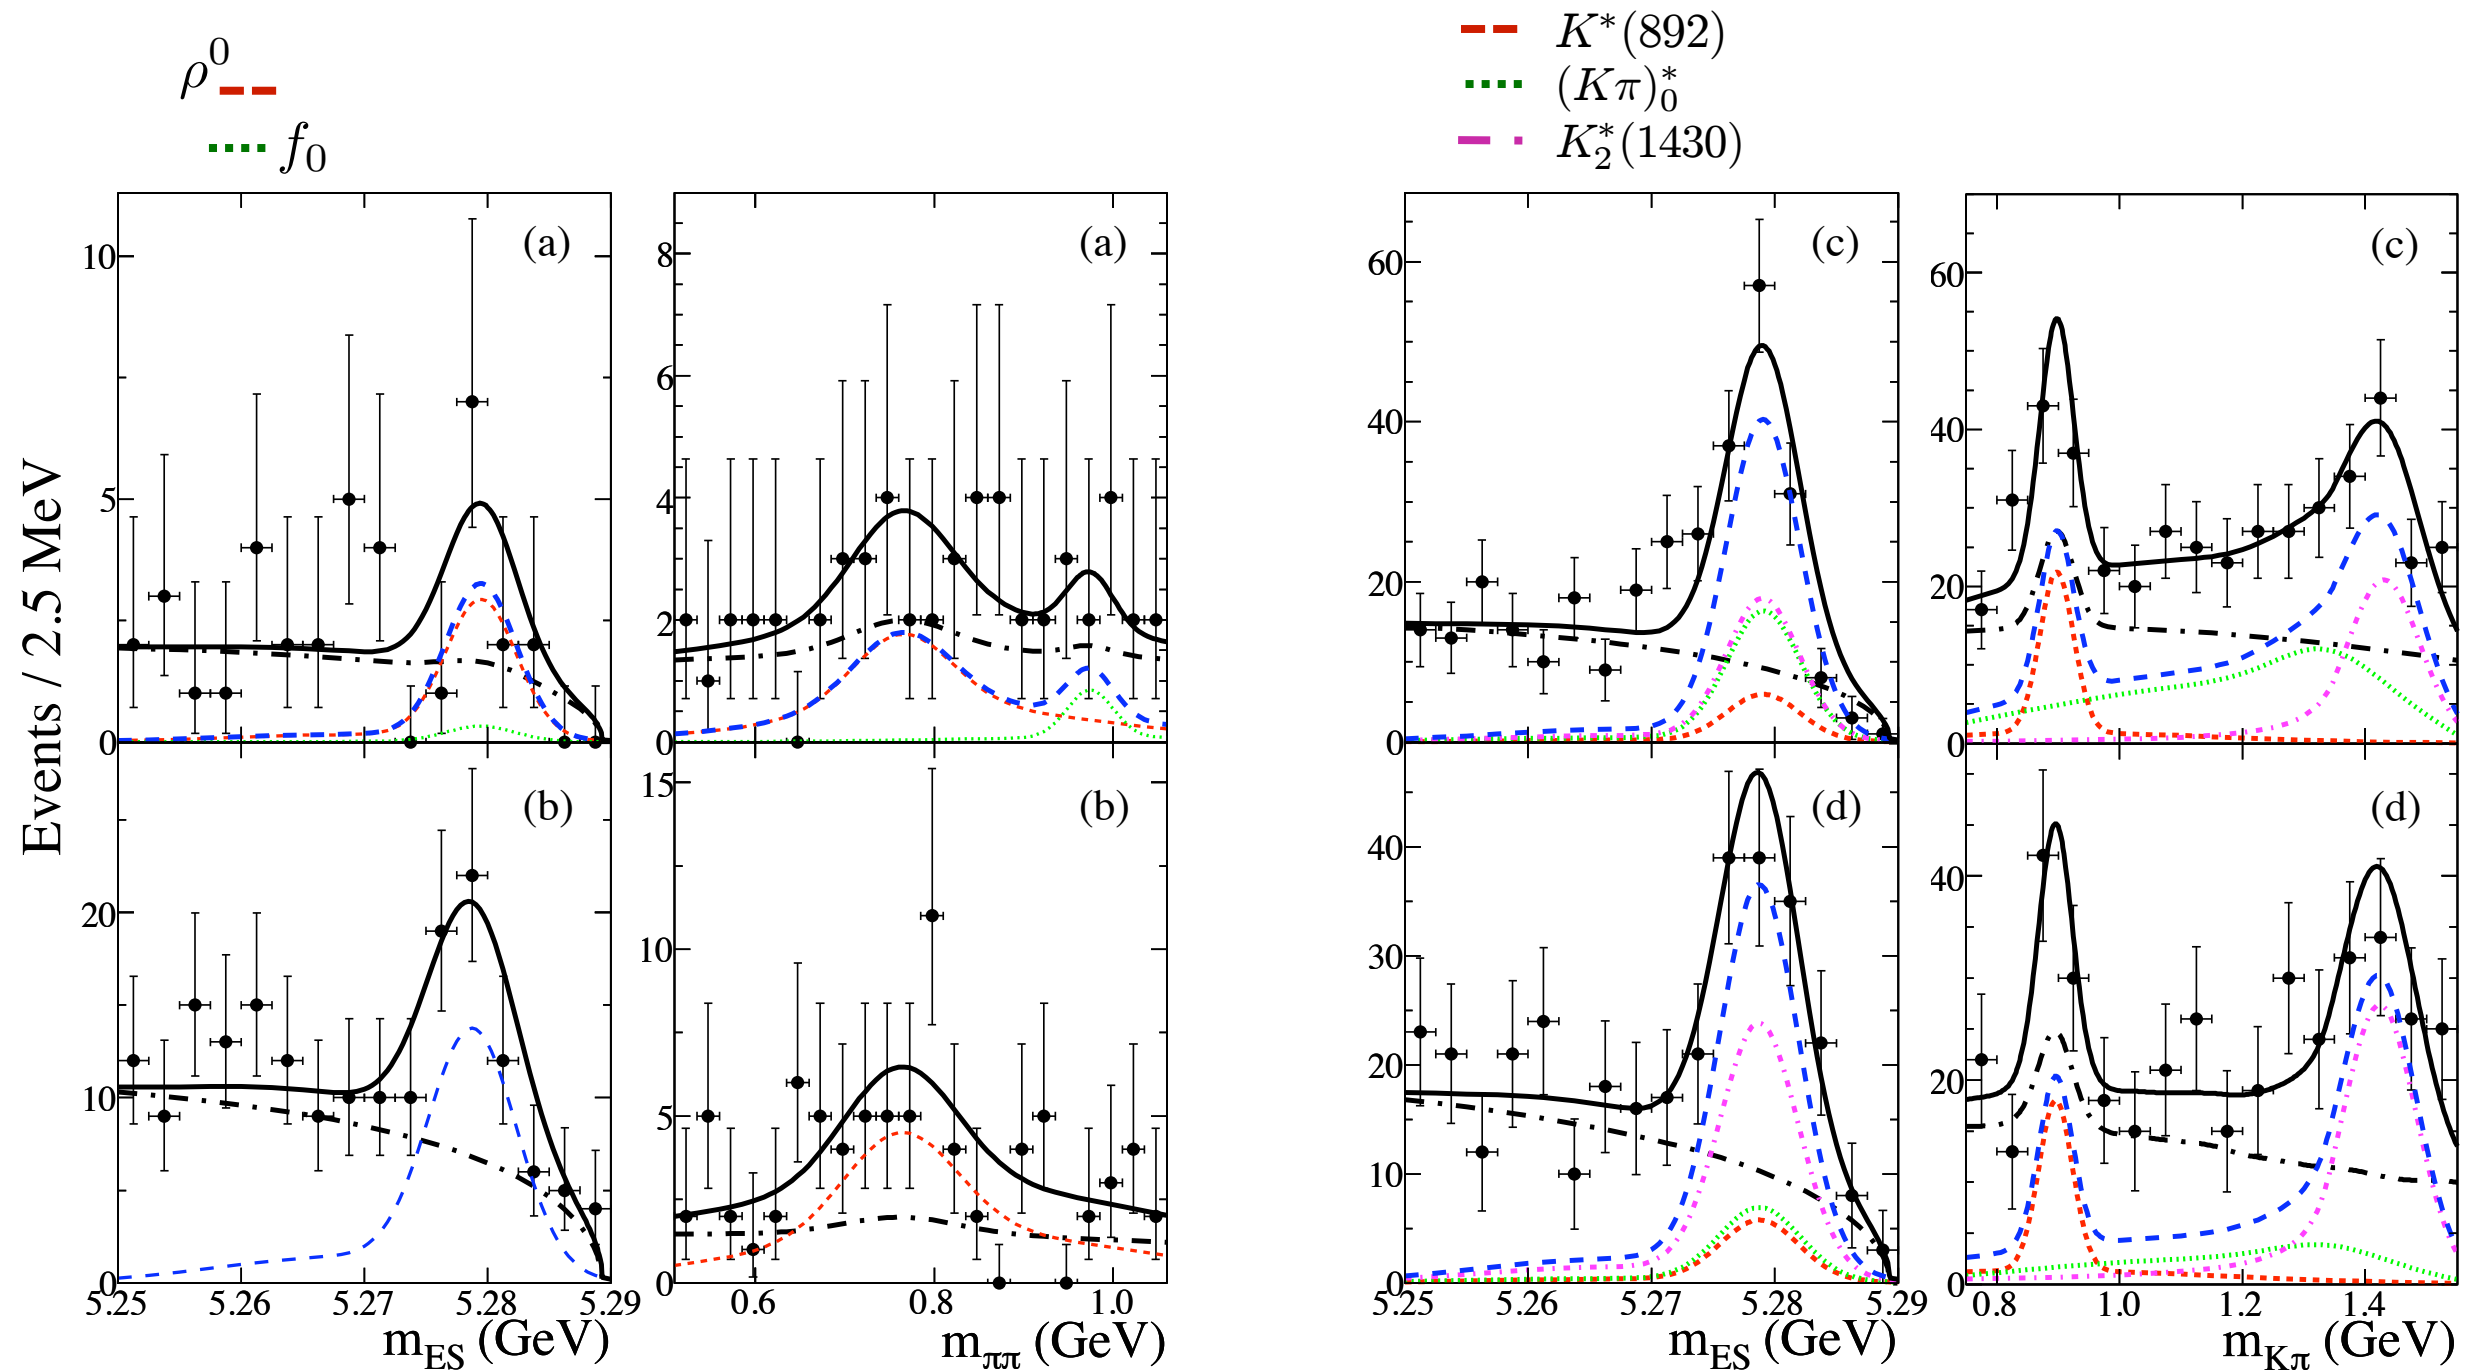 ρ⁰
f₀
K*(892)
(Kπ)*₀
K*₂(1430)
Events / 2.5 MeV
(a)
10
5
0
(a)
8
6
4
2
0
(c)
60
40
20
0
(c)
60
40
20
0
(b)
20
10
0
5.25 5.26 5.27 5.28 5.29
m_ES (GeV)
(b)
15
10
5
0
0.6 0.8 1.0
m_ππ (GeV)
(d)
40
30
20
10
0
5.25 5.26 5.27 5.28 5.29
m_ES (GeV)
(d)
40
20
0
0.8 1.0 1.2 1.4
m_Kπ (GeV)